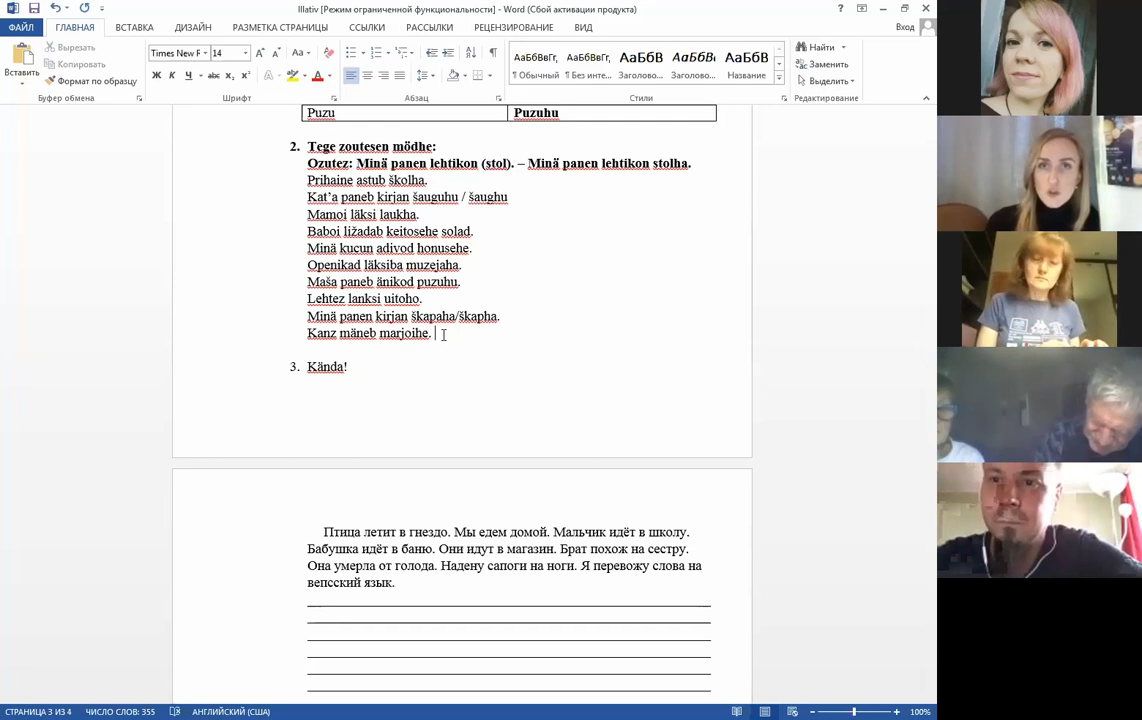 Illativ [Режим ограниченной функциональности] - Word (Сбой активации продукта)
ФАЙЛ ГЛАВНАЯ ВСТАВКА ДИЗАЙН РАЗМЕТКА СТРАНИЦЫ ССЫЛКИ РАССЫЛКИ РЕЦЕНЗИРОВАНИЕ ВИД Вход
Вставить
Вырезать
Копировать
Формат по образцу
Буфер обмена
Times New R 14
Ж К Ч abc x₂ x²
Шрифт
Абзац
АаБбВвГг, АаБбВвГг, АаБбВ АаБбВ АаБбВ
¶ Обычный ¶ Без инте... Заголово... Заголово... Название
Стили
Найти
Заменить
Выделить
Редактирование
Puzu Puzuhu
2. Tege zoutesen mödhe:
Ozutez: Minä panen lehtikon (stol). – Minä panen lehtikon stolha.
Prihaine astub školha.
Kat’a paneb kirjan šauguhu / šaughu
Mamoi läksi laukha.
Baboi ližadab keitosehe solad.
Minä kucun adivod honusehe.
Openikad läksiba muzejaha.
Maša paneb änikod puzuhu.
Lehtez lanksi uitoho.
Minä panen kirjan škapaha/škapha.
Kanz mäneb marjoihe.
3. Kända!
Птица летит в гнездо. Мы едем домой. Мальчик идёт в школу.
Бабушка идёт в баню. Они идут в магазин. Брат похож на сестру.
Она умерла от голода. Надену сапоги на ноги. Я перевожу слова на
вепсский язык.
СТРАНИЦА 3 ИЗ 4 ЧИСЛО СЛОВ: 355 АНГЛИЙСКИЙ (США) 100%